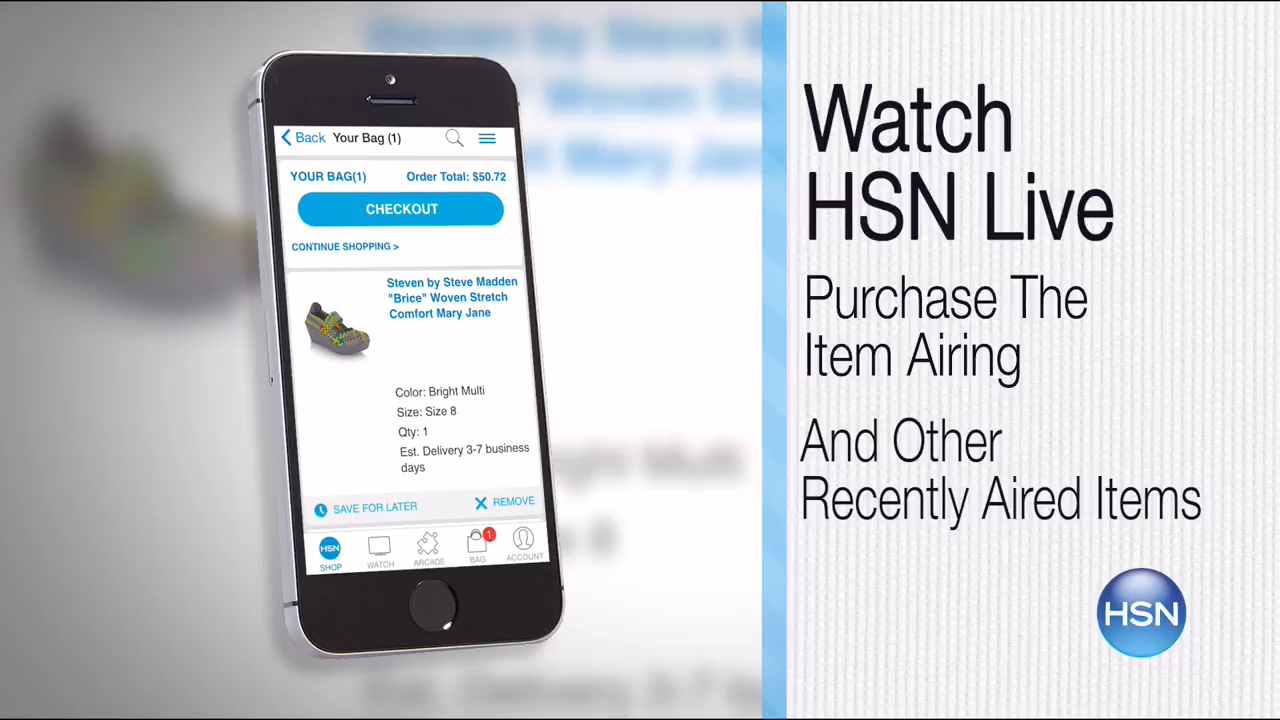 Back Your Bag (1)
YOUR BAG(1) Order Total: $50.72
CHECKOUT
CONTINUE SHOPPING >
Steven by Steve Madden
"Brice" Woven Stretch
Comfort Mary Jane
Color: Bright Multi
Size: Size 8
Qty: 1
Est. Delivery 3-7 business
days
SAVE FOR LATER REMOVE
HSN 1
SHOP WATCH ARCADE BAG ACCOUNT
Watch
HSN Live
Purchase The
Item Airing
And Other
Recently Aired Items
HSN